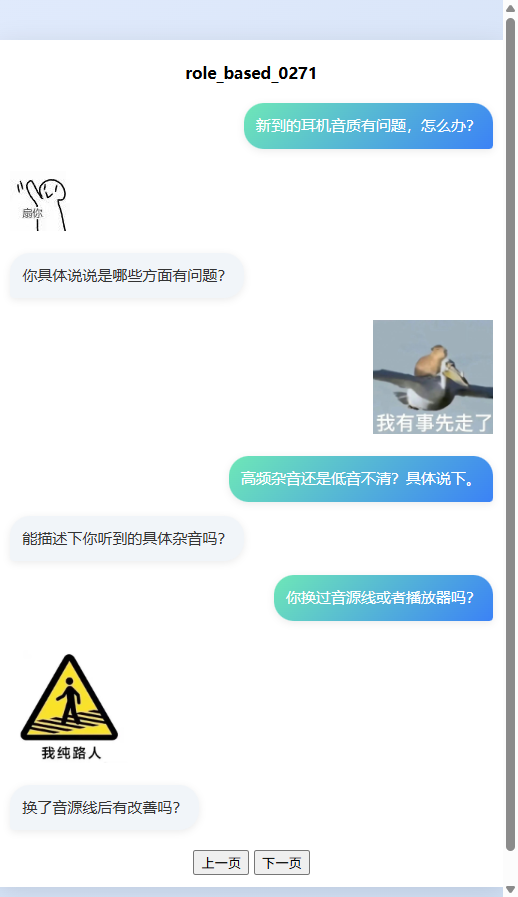 role_based_0271
新到的耳机音质有问题，怎么办？
扇你
你具体说说是哪些方面有问题？
我有事先走了
高频杂音还是低音不清？具体说下。
能描述下你听到的具体杂音吗？
你换过音源线或者播放器吗？
我纯路人
换了音源线后有改善吗？
上一页 下一页